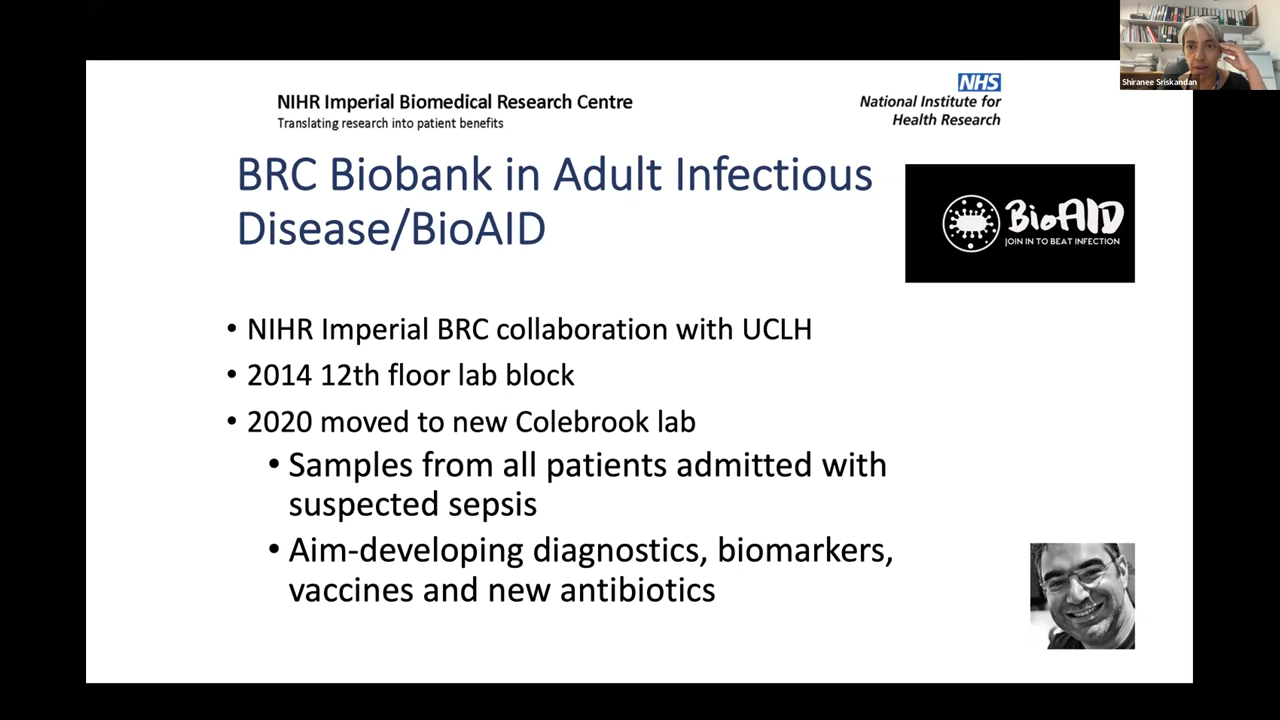 Shiranee Sriskandan
NIHR Imperial Biomedical Research Centre
Translating research into patient benefits
NHS
National Institute for
Health Research
BRC Biobank in Adult Infectious
Disease/BioAID
BioAID
JOIN IN TO BEAT INFECTION
• NIHR Imperial BRC collaboration with UCLH
• 2014 12th floor lab block
• 2020 moved to new Colebrook lab
• Samples from all patients admitted with
suspected sepsis
• Aim-developing diagnostics, biomarkers,
vaccines and new antibiotics